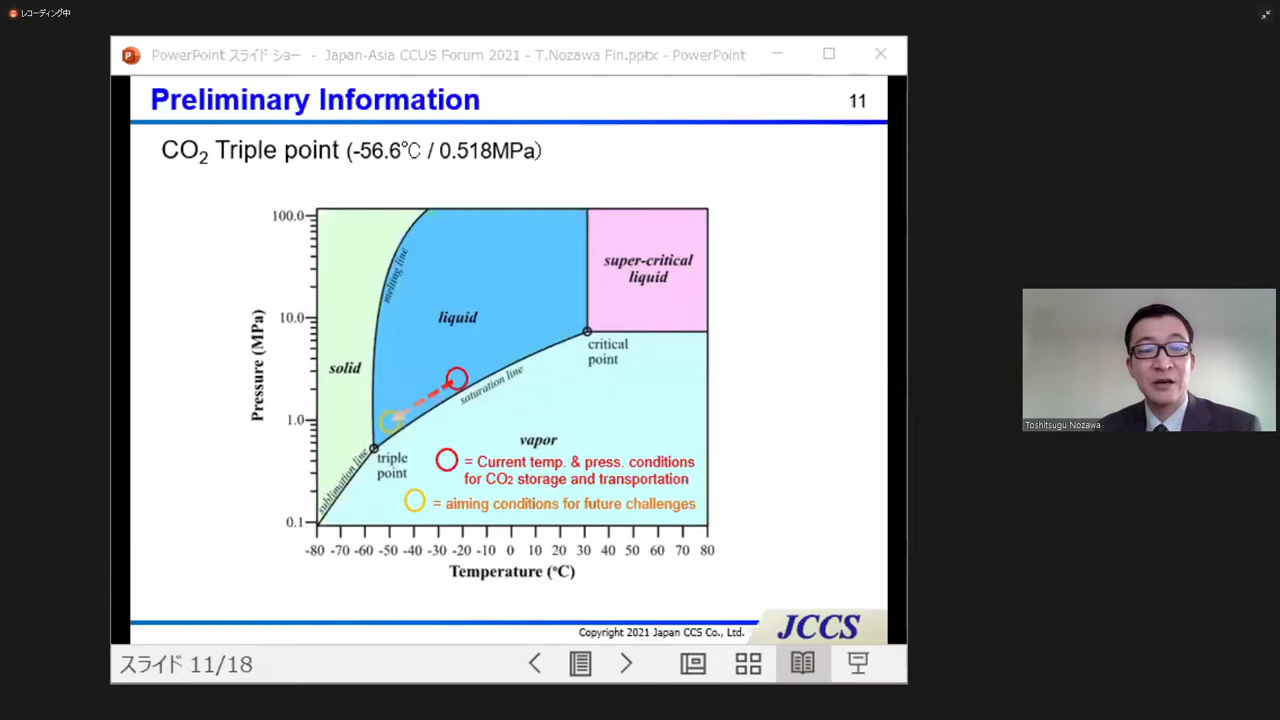 レコーディング中
PowerPoint スライド ショー - Japan-Asia CCUS Forum 2021 - T.Nozawa Fin.pptx - PowerPoint
Preliminary Information
11
CO₂ Triple point (-56.6℃ / 0.518MPa)
100.0
10.0
1.0
0.1
Pressure (MPa)
solid
melting line
liquid
super-critical
liquid
critical
point
saturation line
sublimation line
triple
point
vapor
= Current temp. & press. conditions
for CO₂ storage and transportation
= aiming conditions for future challenges
-80 -70 -60 -50 -40 -30 -20 -10 0 10 20 30 40 50 60 70 80
Temperature (°C)
Copyright 2021 Japan CCS Co., Ltd.
JCCS
スライド 11/18
Toshitsugu Nozawa